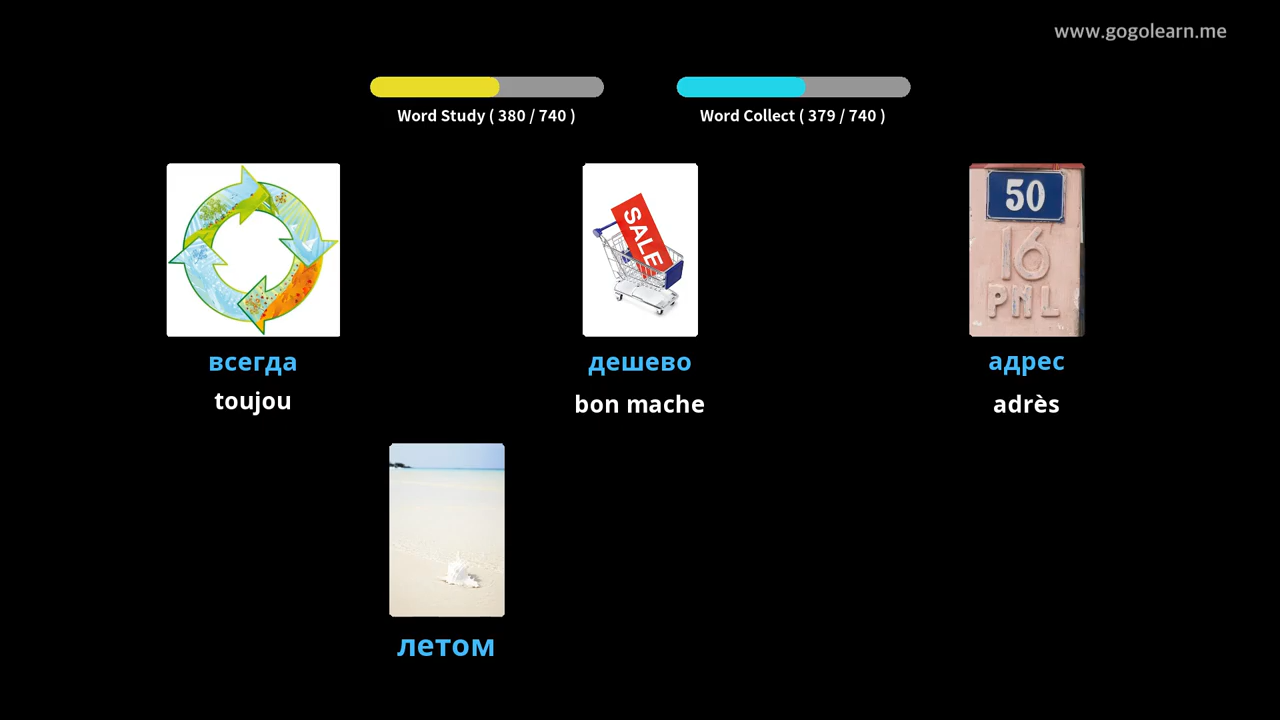 www.gogolearn.me
Word Study ( 380 / 740 )
Word Collect ( 379 / 740 )
SALE
50
16
PNL
всегда
дешево
адрес
toujou
bon mache
adrès
летом